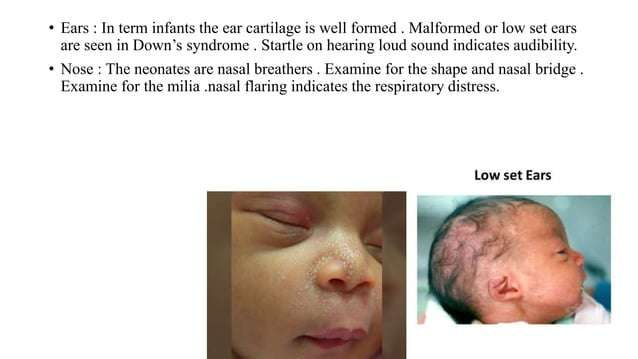 • Ears : In term infants the ear cartilage is well formed . Malformed or low set ears
are seen in Down’s syndrome . Startle on hearing loud sound indicates audibility.
• Nose : The neonates are nasal breathers . Examine for the shape and nasal bridge .
Examine for the milia .nasal flaring indicates the respiratory distress.
Low set Ears